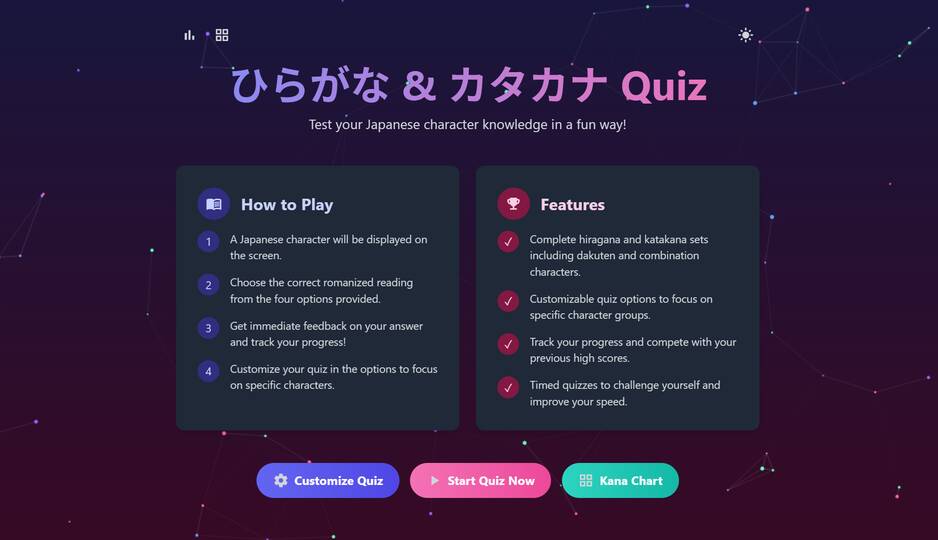 ひらがな & カタカナ Quiz
Test your Japanese character knowledge in a fun way!
How to Play
1 A Japanese character will be displayed on
the screen.
2 Choose the correct romanized reading
from the four options provided.
3 Get immediate feedback on your answer
and track your progress!
4 Customize your quiz in the options to focus
on specific characters.
Features
✓ Complete hiragana and katakana sets
including dakuten and combination
characters.
✓ Customizable quiz options to focus on
specific character groups.
✓ Track your progress and compete with your
previous high scores.
✓ Timed quizzes to challenge yourself and
improve your speed.
Customize Quiz
Start Quiz Now
Kana Chart